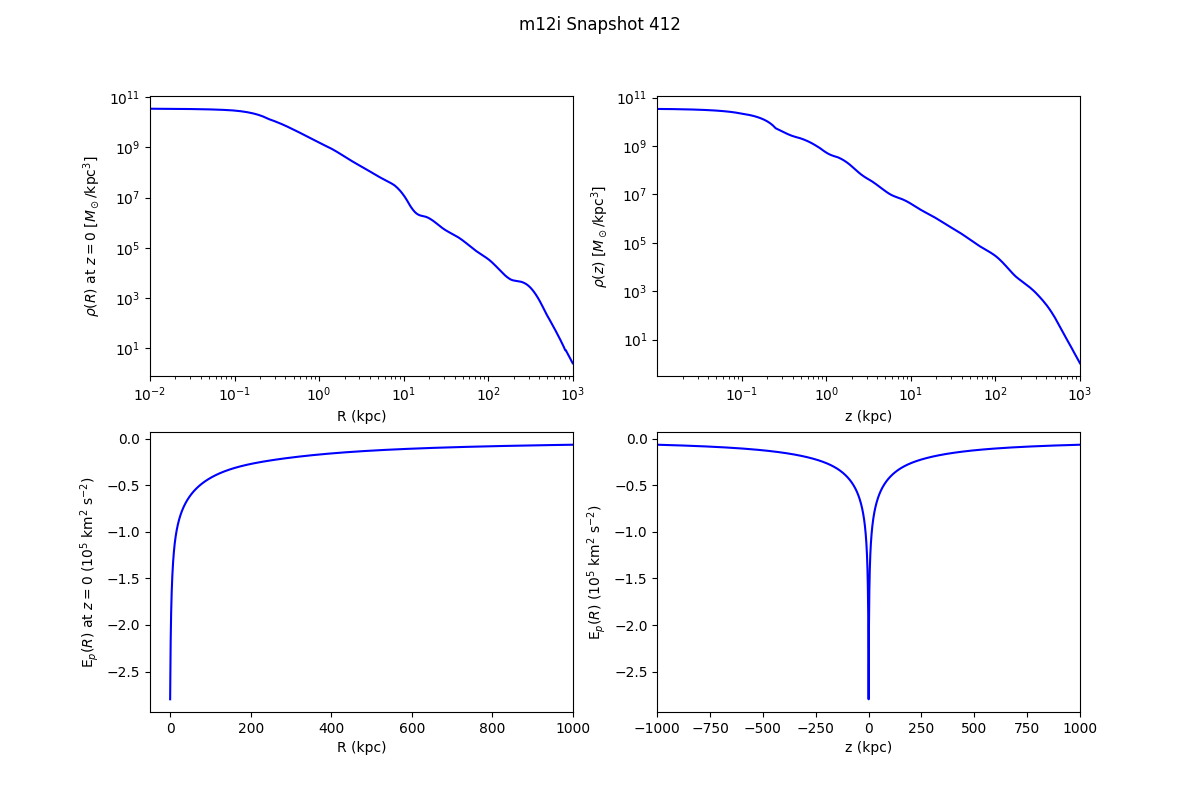 m12i Snapshot 412
10¹¹
10⁹
10⁷
10⁵
10³
10¹
ρ(R) at z = 0 [M⊙/kpc³]
10⁻² 10⁻¹ 10⁰ 10¹ 10² 10³
R (kpc)
10¹¹
10⁹
10⁷
10⁵
10³
10¹
ρ(z) [M⊙/kpc³]
10⁻¹ 10⁰ 10¹ 10² 10³
z (kpc)
0.0
−0.5
−1.0
−1.5
−2.0
−2.5
Eₚ(R) at z = 0 (10⁵ km² s⁻²)
0 200 400 600 800 1000
R (kpc)
0.0
−0.5
−1.0
−1.5
−2.0
−2.5
Eₚ(R) (10⁵ km² s⁻²)
−1000 −750 −500 −250 0 250 500 750 1000
z (kpc)